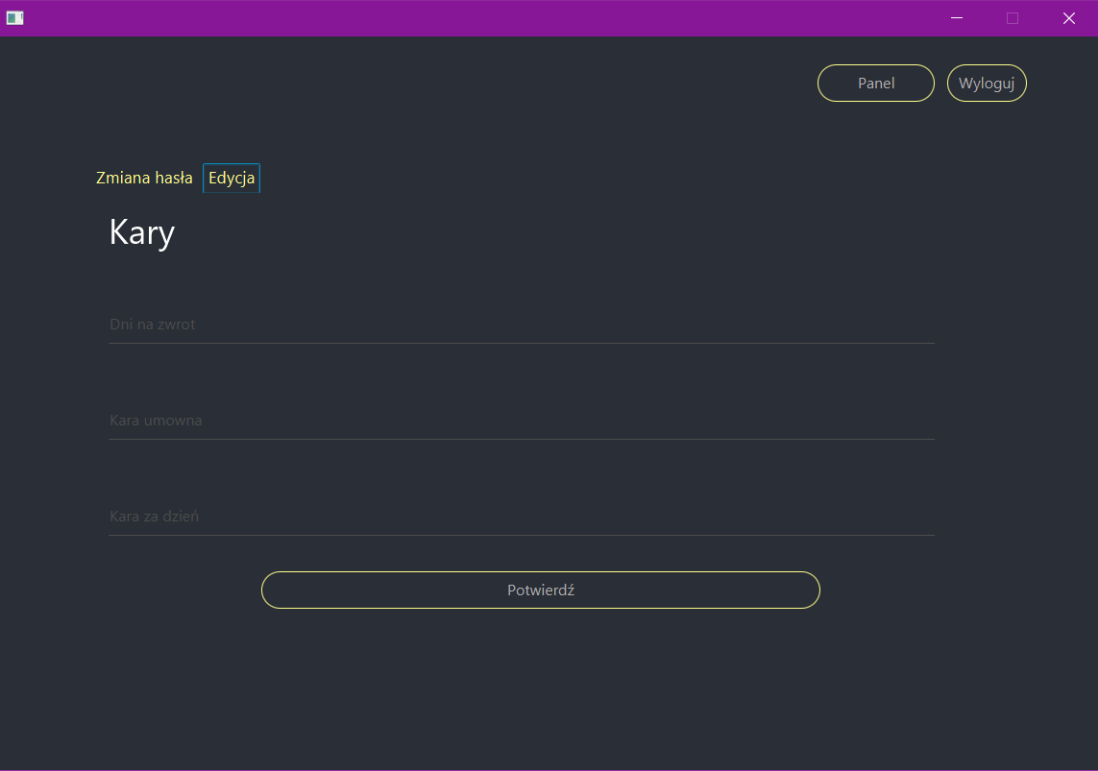 Panel Wyloguj
Zmiana hasła Edycja
Kary
Dni na zwrot
Kara umowna
Kara za dzień
Potwierdź